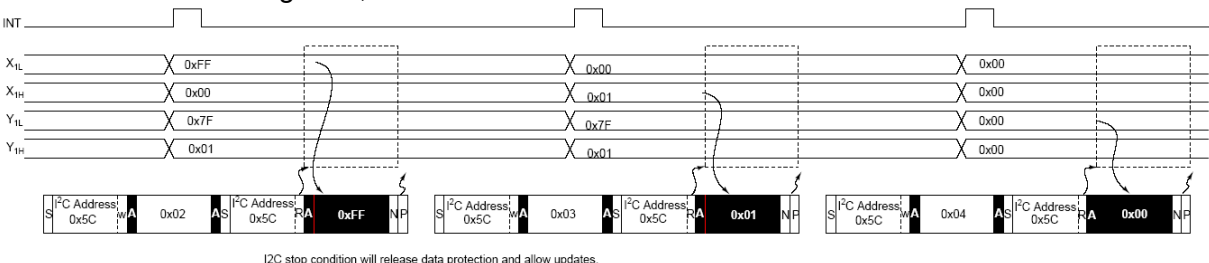 INT
X1L 0xFF 0x00 0x00
X1H 0x00 0x01 0x00
Y1L 0x7F 0x7F 0x00
Y1H 0x01 0x01 0x00
S I2C Address 0x5C w A 0x02 A S I2C Address 0x5C R A 0xFF N P S I2C Address 0x5C w A 0x03 A S I2C Address 0x5C R A 0x01 N P S I2C Address 0x5C w A 0x04 A S I2C Address 0x5C R A 0x00 N P
I2C stop condition will release data protection and allow updates.